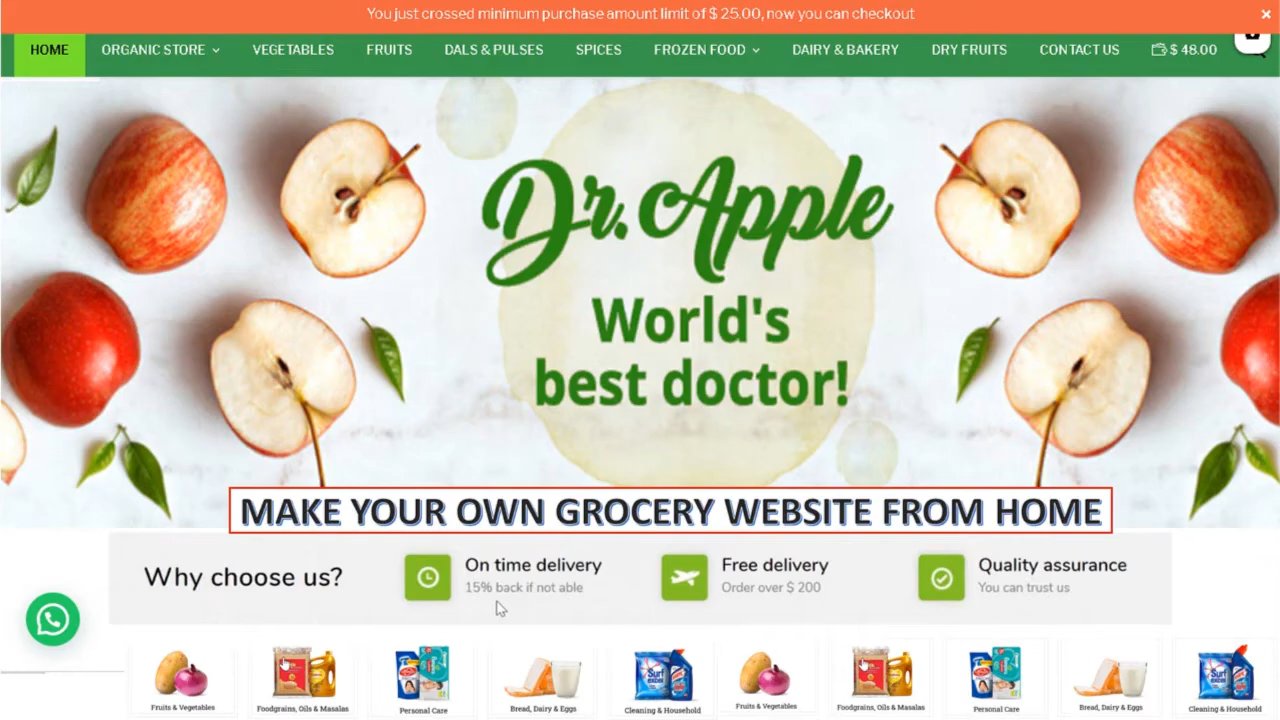 You just crossed minimum purchase amount limit of $ 25.00, now you can checkout ×
HOME ORGANIC STORE VEGETABLES FRUITS DALS & PULSES SPICES FROZEN FOOD DAIRY & BAKERY DRY FRUITS CONTACT US $ 48.00
Dr. Apple
World's
best doctor!
MAKE YOUR OWN GROCERY WEBSITE FROM HOME
Why choose us?
On time delivery
15% back if not able
Free delivery
Order over $ 200
Quality assurance
You can trust us
Surf excel
Surf excel
Fruits & Vegetables Foodgrains, Oils & Masalas Personal Care Bread, Dairy & Eggs Cleaning & Household Fruits & Vegetables Foodgrains, Oils & Masalas Personal Care Bread, Dairy & Eggs Cleaning & Household